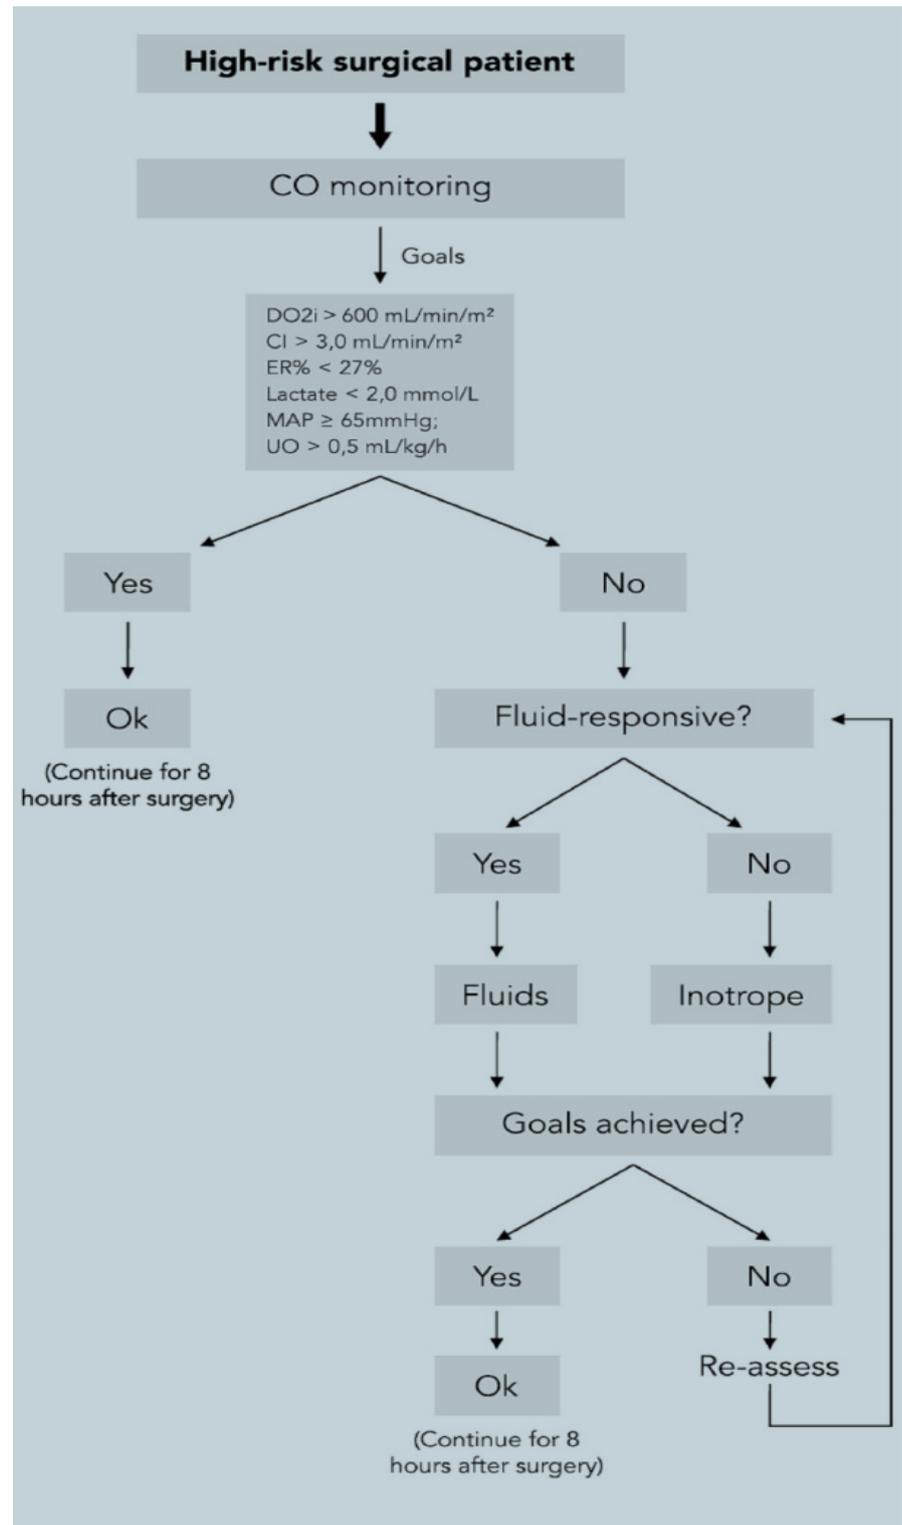 High-risk surgical patient
CO monitoring
Goals
DO2i > 600 mL/min/m²
CI > 3,0 mL/min/m²
ER% < 27%
Lactate < 2,0 mmol/L
MAP ≥ 65mmHg;
UO > 0,5 mL/kg/h
Yes
No
Ok
(Continue for 8
hours after surgery)
Fluid-responsive?
Yes
No
Fluids
Inotrope
Goals achieved?
Yes
No
Ok
Re-assess
(Continue for 8
hours after surgery)